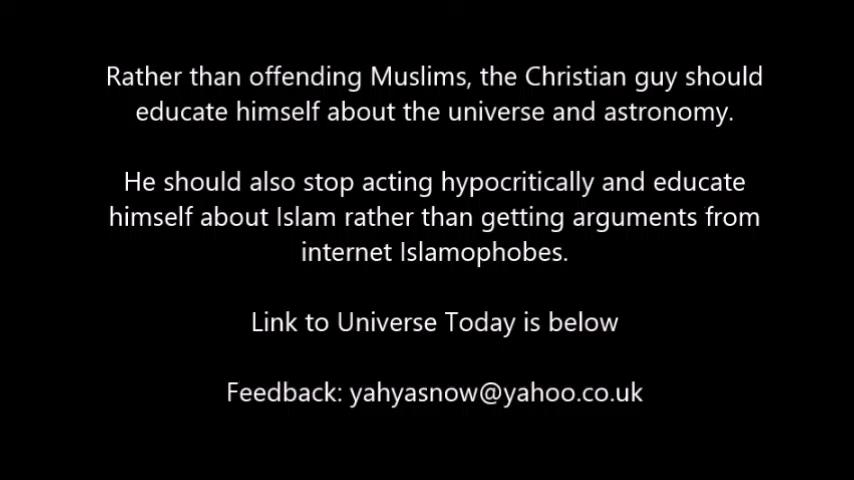 Rather than offending Muslims, the Christian guy should
educate himself about the universe and astronomy.
He should also stop acting hypocritically and educate
himself about Islam rather than getting arguments from
internet Islamophobes.
Link to Universe Today is below
Feedback: yahyasnow@yahoo.co.uk